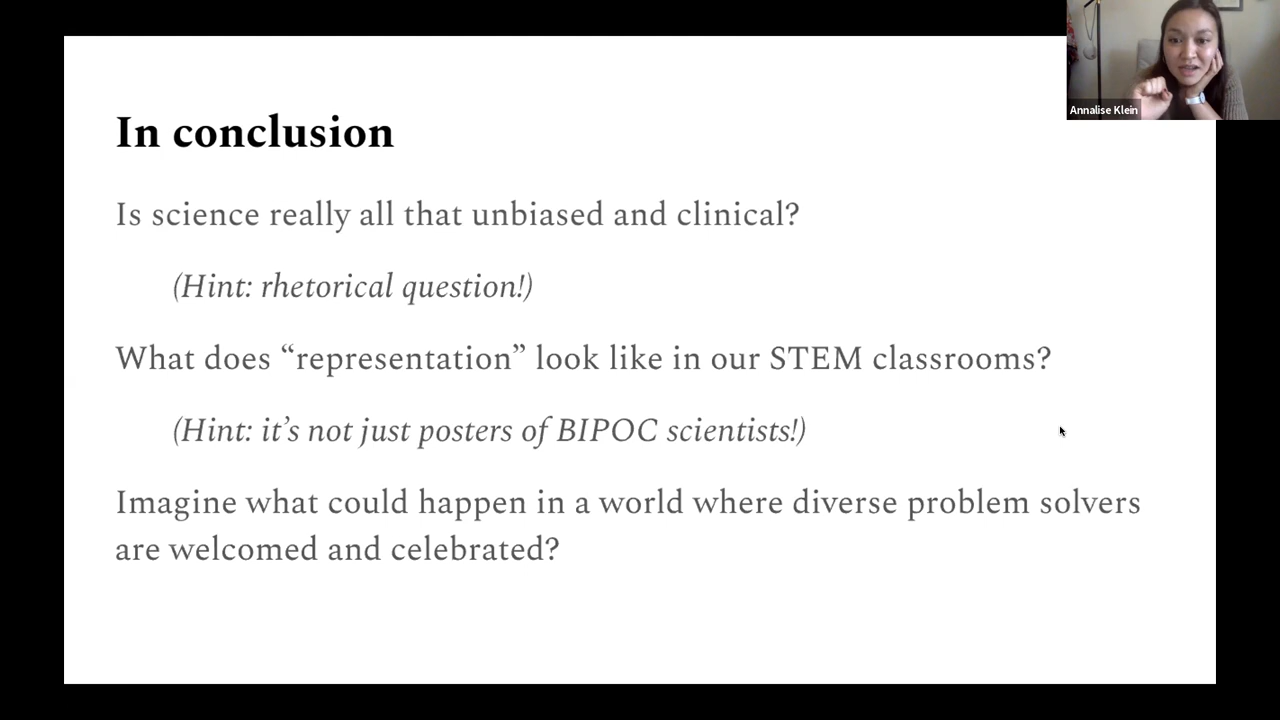 Annalise Klein
In conclusion
Is science really all that unbiased and clinical?
(Hint: rhetorical question!)
What does “representation” look like in our STEM classrooms?
(Hint: it’s not just posters of BIPOC scientists!)
Imagine what could happen in a world where diverse problem solvers
are welcomed and celebrated?